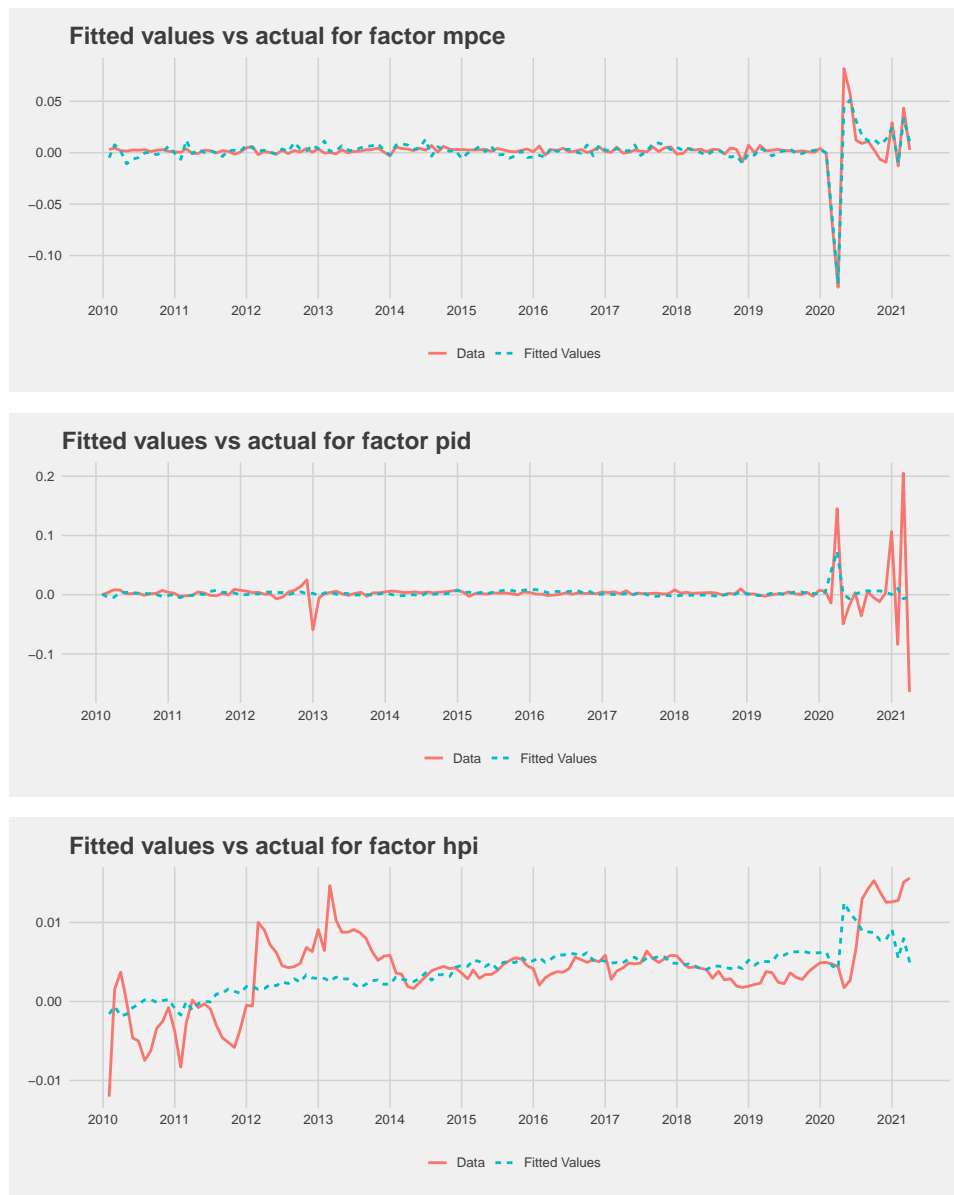 Fitted values vs actual for factor mpce
0.05
0.00
−0.05
−0.10
2010 2011 2012 2013 2014 2015 2016 2017 2018 2019 2020 2021
Data Fitted Values
Fitted values vs actual for factor pid
0.2
0.1
0.0
−0.1
2010 2011 2012 2013 2014 2015 2016 2017 2018 2019 2020 2021
Data Fitted Values
Fitted values vs actual for factor hpi
0.01
0.00
−0.01
2010 2011 2012 2013 2014 2015 2016 2017 2018 2019 2020 2021
Data Fitted Values